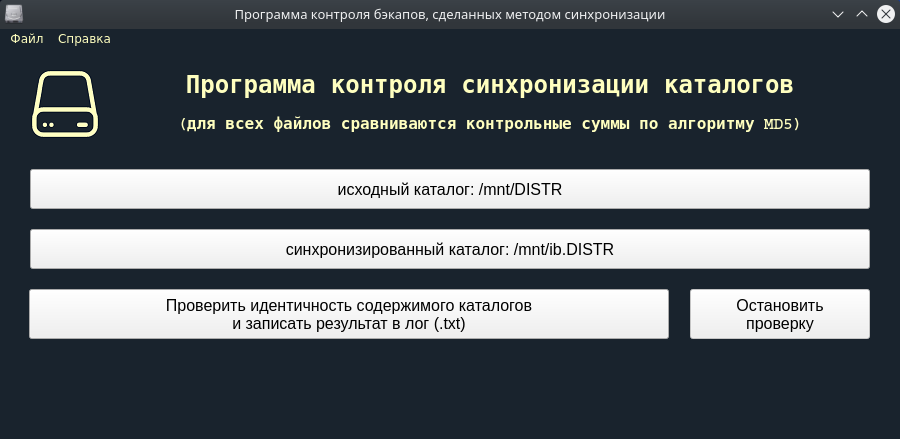 Программа контроля бэкапов, сделанных методом синхронизации
Файл Справка
Программа контроля синхронизации каталогов
(для всех файлов сравниваются контрольные суммы по алгоритму MD5)
исходный каталог: /mnt/DISTR
синхронизированный каталог: /mnt/ib.DISTR
Проверить идентичность содержимого каталогов
и записать результат в лог (.txt)
Остановить
проверку